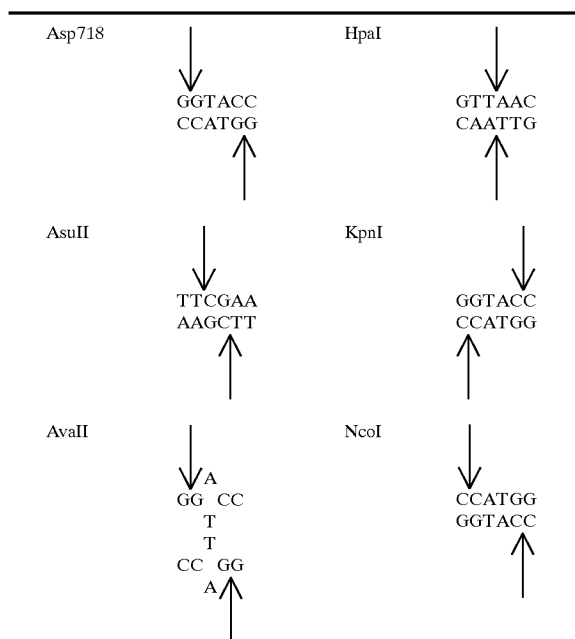 Asp718
GGTACC
CCATGG
HpaI
GTTAAC
CAATTG
AsuII
TTCGAA
AAGCTT
KpnI
GGTACC
CCATGG
AvaII
A
GG CC
T
T
CC GG
A
NcoI
CCATGG
GGTACC